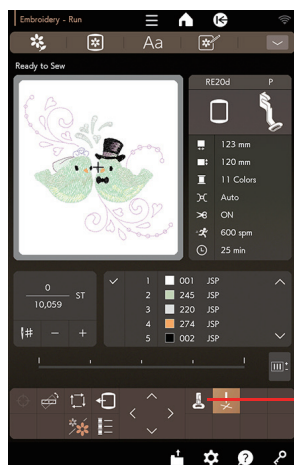 Embroidery - Run
Aa
Ready to Sew
RE20d P
123 mm
120 mm
11 Colors
Auto
ON
600 spm
25 min
0
10,059
ST
1 001 JSP
2 245 JSP
3 220 JSP
4 274 JSP
5 002 JSP